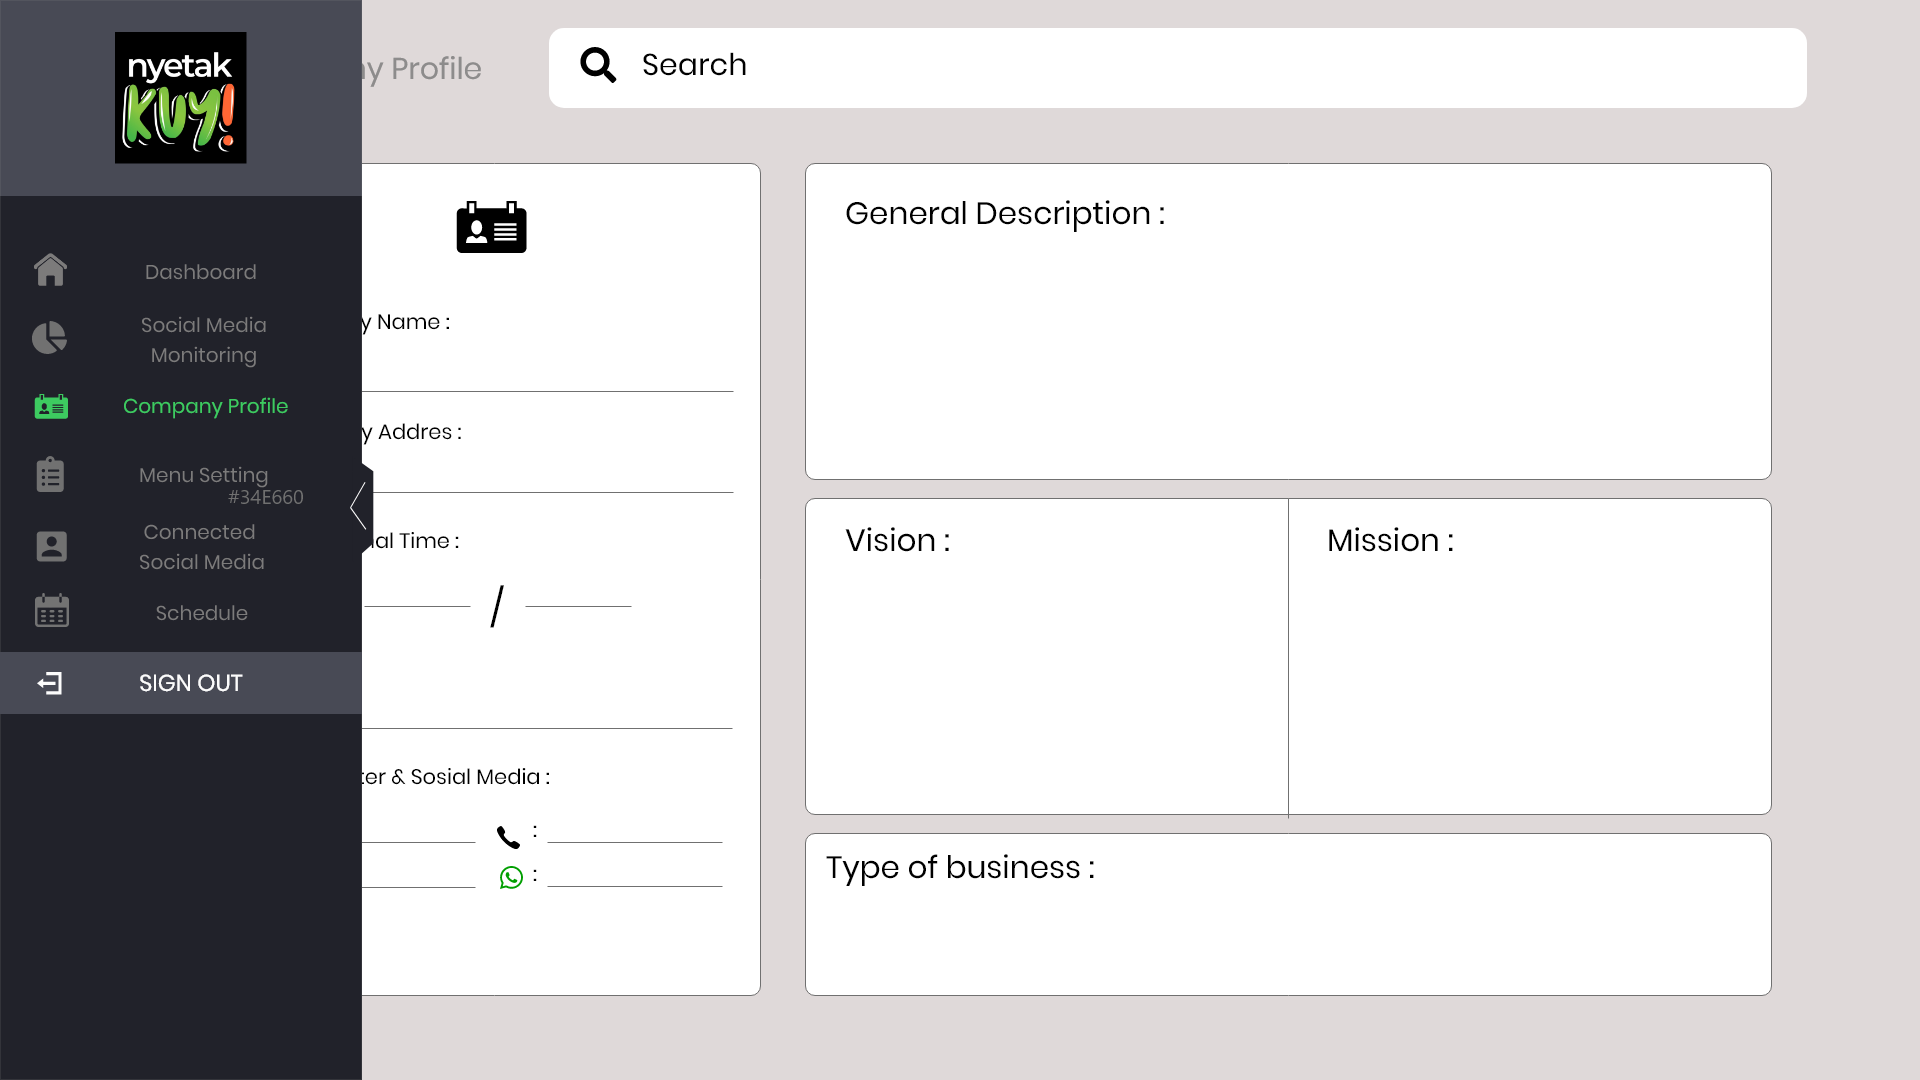 nyetak
KUY!
Dashboard
Social Media
Monitoring
Company Profile
Menu Setting
#34E660
Connected
Social Media
Schedule
SIGN OUT
y Profile
Search
y Name :
y Addres :
al Time :
/
er & Sosial Media :
:
:
General Description :
Vision :
Mission :
Type of business :